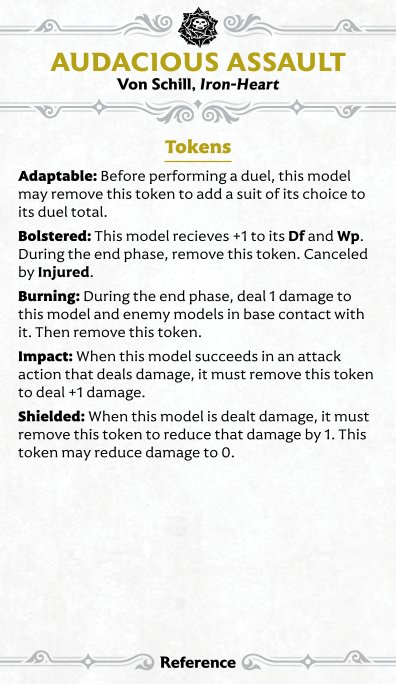 AUDACIOUS ASSAULT
Von Schill, Iron-Heart
Tokens
Adaptable: Before performing a duel, this model
may remove this token to add a suit of its choice to
its duel total.
Bolstered: This model recieves +1 to its Df and Wp.
During the end phase, remove this token. Canceled
by Injured.
Burning: During the end phase, deal 1 damage to
this model and enemy models in base contact with
it. Then remove this token.
Impact: When this model succeeds in an attack
action that deals damage, it must remove this token
to deal +1 damage.
Shielded: When this model is dealt damage, it must
remove this token to reduce that damage by 1. This
token may reduce damage to 0.
Reference